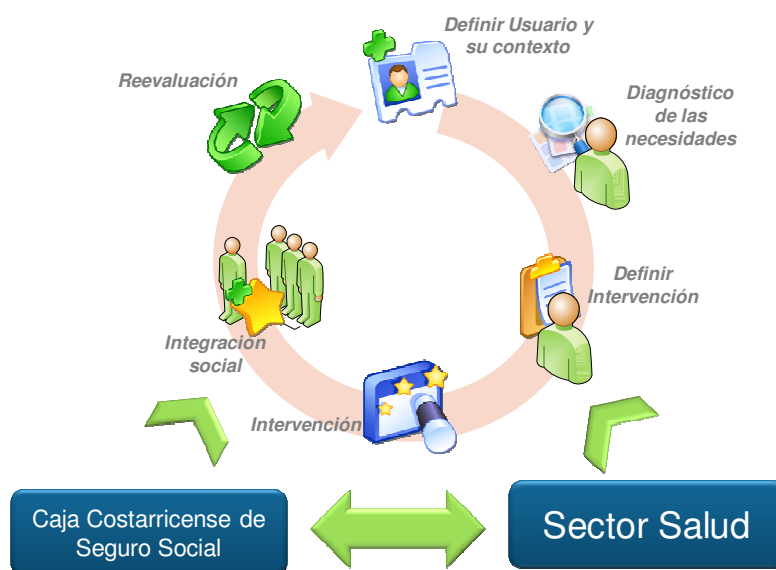 Definir Usuario y
su contexto
Reevaluación
Diagnóstico
de las
necesidades
Definir
Intervención
Integración
social
Intervención
Caja Costarricense de
Seguro Social
Sector Salud